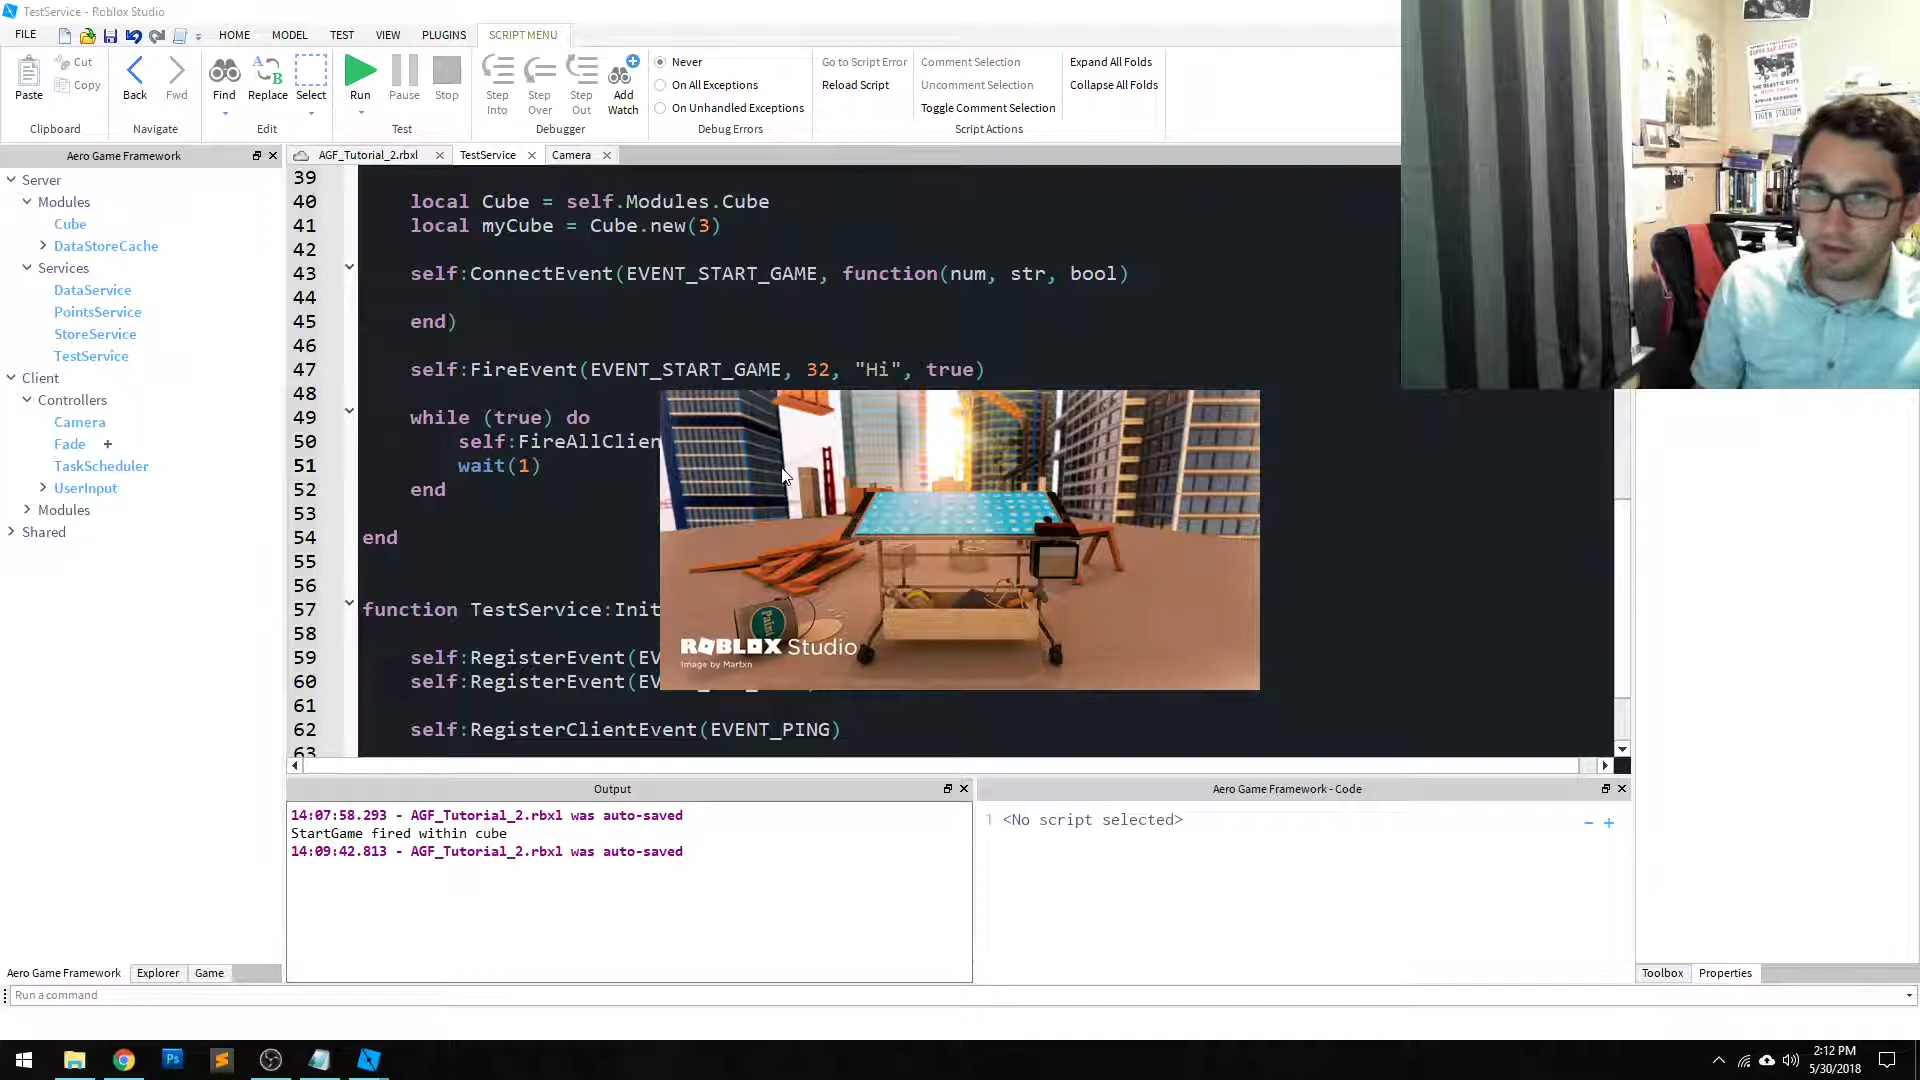 TestService - Roblox Studio
FILE
HOME
MODEL
TEST
VIEW
PLUGINS
SCRIPT MENU
Paste
Cut
Copy
Clipboard
Back
Fwd
Navigate
Find
Replace
Select
Edit
Run
Pause
Stop
Test
Step Into
Step Over
Step Out
Add Watch
Debugger
Never
On All Exceptions
On Unhandled Exceptions
Debug Errors
Go to Script Error
Reload Script
Comment Selection
Uncomment Selection
Toggle Comment Selection
Script Actions
Expand All Folds
Collapse All Folds
Aero Game Framework
Server
Modules
Cube
DataStoreCache
Services
DataService
PointsService
StoreService
TestService
Client
Controllers
Camera
Fade +
TaskScheduler
UserInput
Modules
Shared
AGF_Tutorial_2.rbxl
TestService
Camera
39
40 local Cube = self.Modules.Cube
41 local myCube = Cube.new(3)
42
43 self:ConnectEvent(EVENT_START_GAME, function(num, str, bool)
44
45 end)
46
47 self:FireEvent(EVENT_START_GAME, 32, "Hi", true)
48
49 while (true) do
50 self:FireAllClien
51 wait(1)
52 end
53
54 end
55
56
57 function TestService:Init
58
59 self:RegisterEvent(EV
60 self:RegisterEvent(EV
61
62 self:RegisterClientEvent(EVENT_PING)
63
Paint
ROBLOX Studio
Image by Martxn
Output
14:07:58.293 - AGF_Tutorial_2.rbxl was auto-saved
StartGame fired within cube
14:09:42.813 - AGF_Tutorial_2.rbxl was auto-saved
Aero Game Framework - Code
1 <No script selected>
Aero Game Framework
Explorer
Game
Toolbox
Properties
Run a command
Ps
2:12 PM
5/30/2018
THE BEASTIE BOYS
TIGER STADIUM